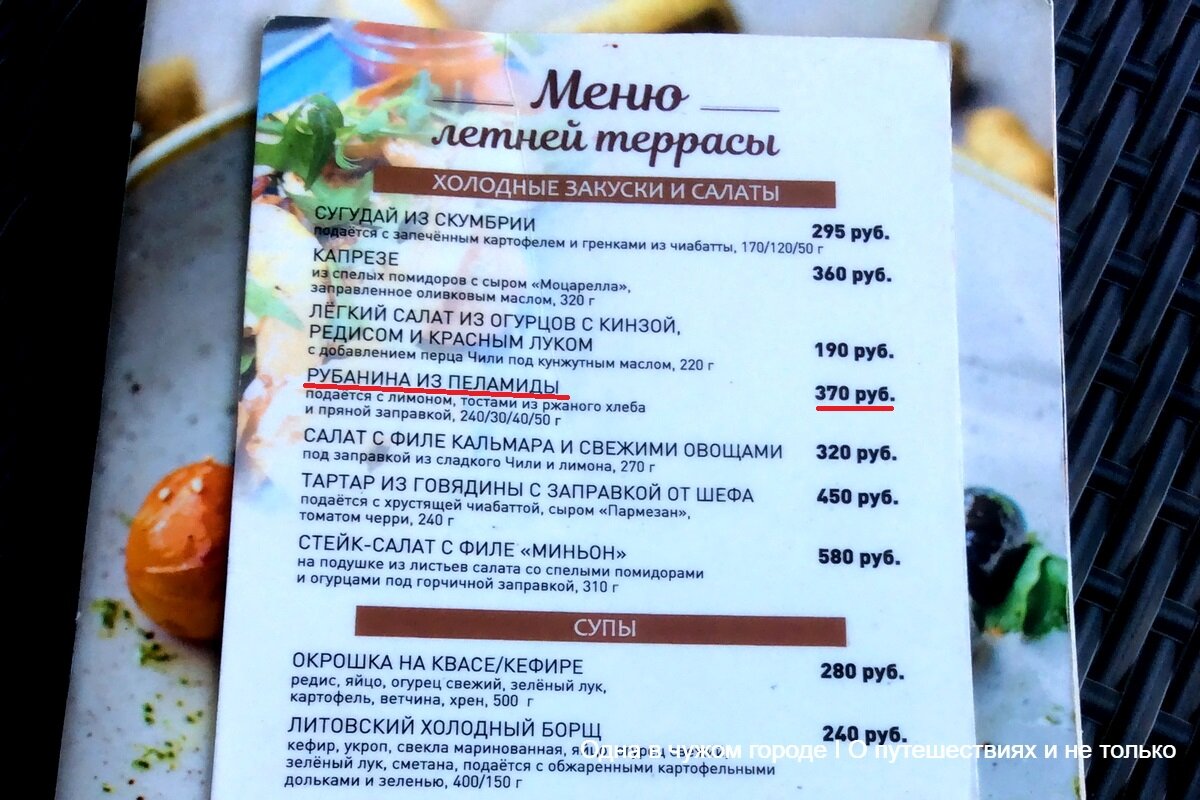 Меню
летней террасы
ХОЛОДНЫЕ ЗАКУСКИ И САЛАТЫ
СУГУДАЙ ИЗ СКУМБРИИ 295 руб.
подаётся с запечённым картофелем и гренками из чиабатты, 170/120/50 г
КАПРЕЗЕ 360 руб.
из спелых помидоров с сыром «Моцарелла»,
заправленное оливковым маслом, 320 г
ЛЁГКИЙ САЛАТ ИЗ ОГУРЦОВ С КИНЗОЙ,
РЕДИСОМ И КРАСНЫМ ЛУКОМ 190 руб.
с добавлением перца Чили под кунжутным маслом, 220 г
РУБАНИНА ИЗ ПЕЛАМИДЫ 370 руб.
подаётся с лимоном, тостами из ржаного хлеба
и пряной заправкой, 240/30/40/50 г
САЛАТ С ФИЛЕ КАЛЬМАРА И СВЕЖИМИ ОВОЩАМИ 320 руб.
под заправкой из сладкого Чили и лимона, 270 г
ТАРТАР ИЗ ГОВЯДИНЫ С ЗАПРАВКОЙ ОТ ШЕФА 450 руб.
подаётся с хрустящей чиабаттой, сыром «Пармезан»,
томатом черри, 240 г
СТЕЙК-САЛАТ С ФИЛЕ «МИНЬОН» 580 руб.
на подушке из листьев салата со спелыми помидорами
и огурцами под горчичной заправкой, 310 г
СУПЫ
ОКРОШКА НА КВАСЕ/КЕФИРЕ 280 руб.
редис, яйцо, огурец свежий, зелёный лук,
картофель, ветчина, хрен, 500 г
ЛИТОВСКИЙ ХОЛОДНЫЙ БОРЩ 240 руб.
кефир, укроп, свекла маринованная,
зелёный лук, сметана, подаётся с обжаренными картофельными
дольками и зеленью, 400/150 г
Одна в чужом городе | О путешествиях и не только